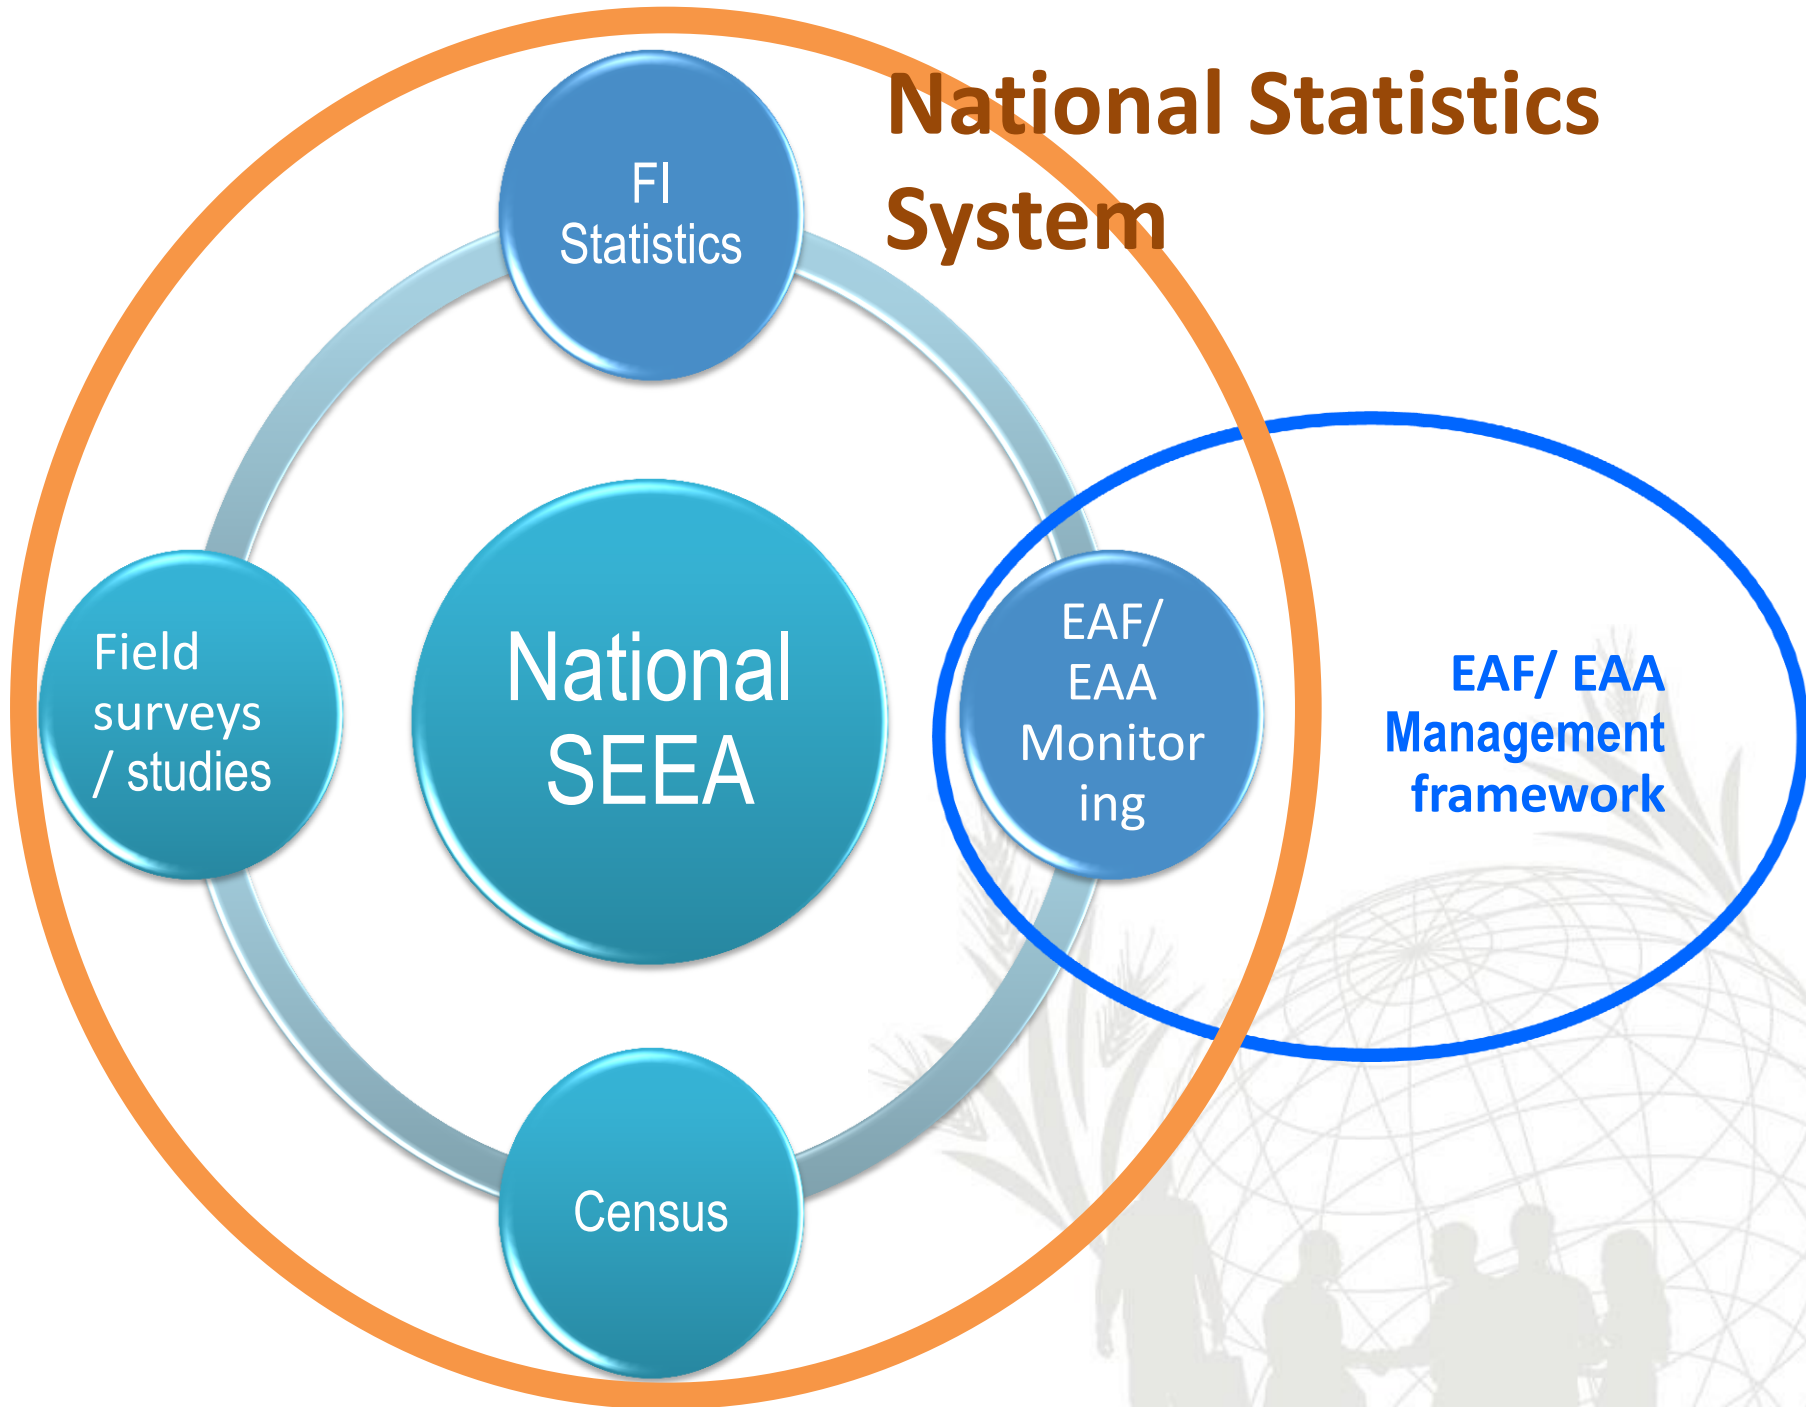 National Statistics
System
FI
Statistics
Field
surveys
/ studies
National
SEEA
EAF/
EAA
Monitor
ing
EAF/ EAA
Management
framework
Census